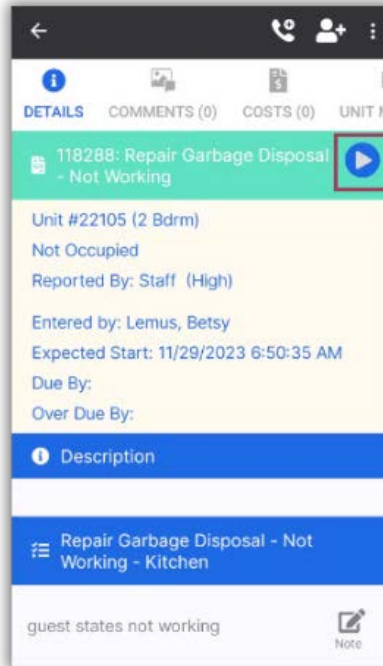 DETAILS COMMENTS (0) COSTS (0) UNIT
118288: Repair Garbage Disposal
- Not Working
Unit #22105 (2 Bdrm)
Not Occupied
Reported By: Staff (High)
Entered by: Lemus, Betsy
Expected Start: 11/29/2023 6:50:35 AM
Due By:
Over Due By:
Description
Repair Garbage Disposal - Not
Working - Kitchen
guest states not working
Note